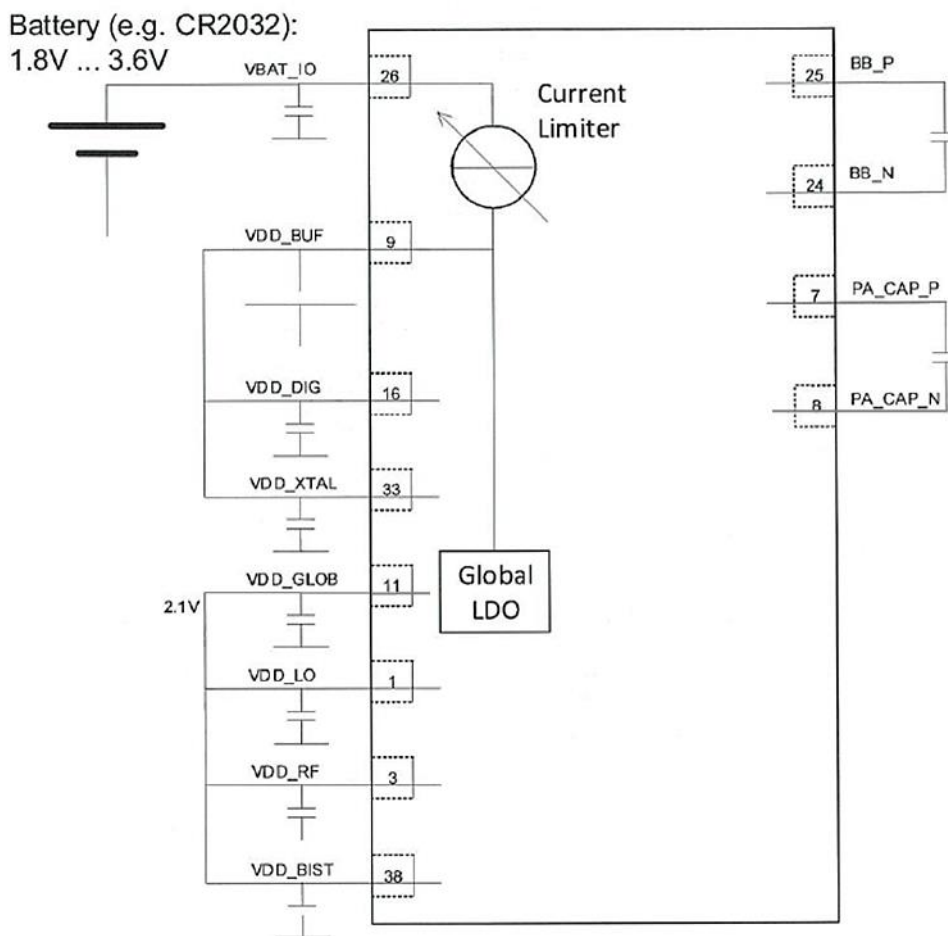 Battery (e.g. CR2032):
1.8V ... 3.6V
VBAT_IO
26
Current
Limiter
25
BB_P
24
BB_N
VDD_BUF
9
7
PA_CAP_P
VDD_DIG
16
8
PA_CAP_N
VDD_XTAL
33
Global
LDO
VDD_GLOB
11
2.1V
VDD_LO
1
VDD_RF
3
VDD_BIST
38